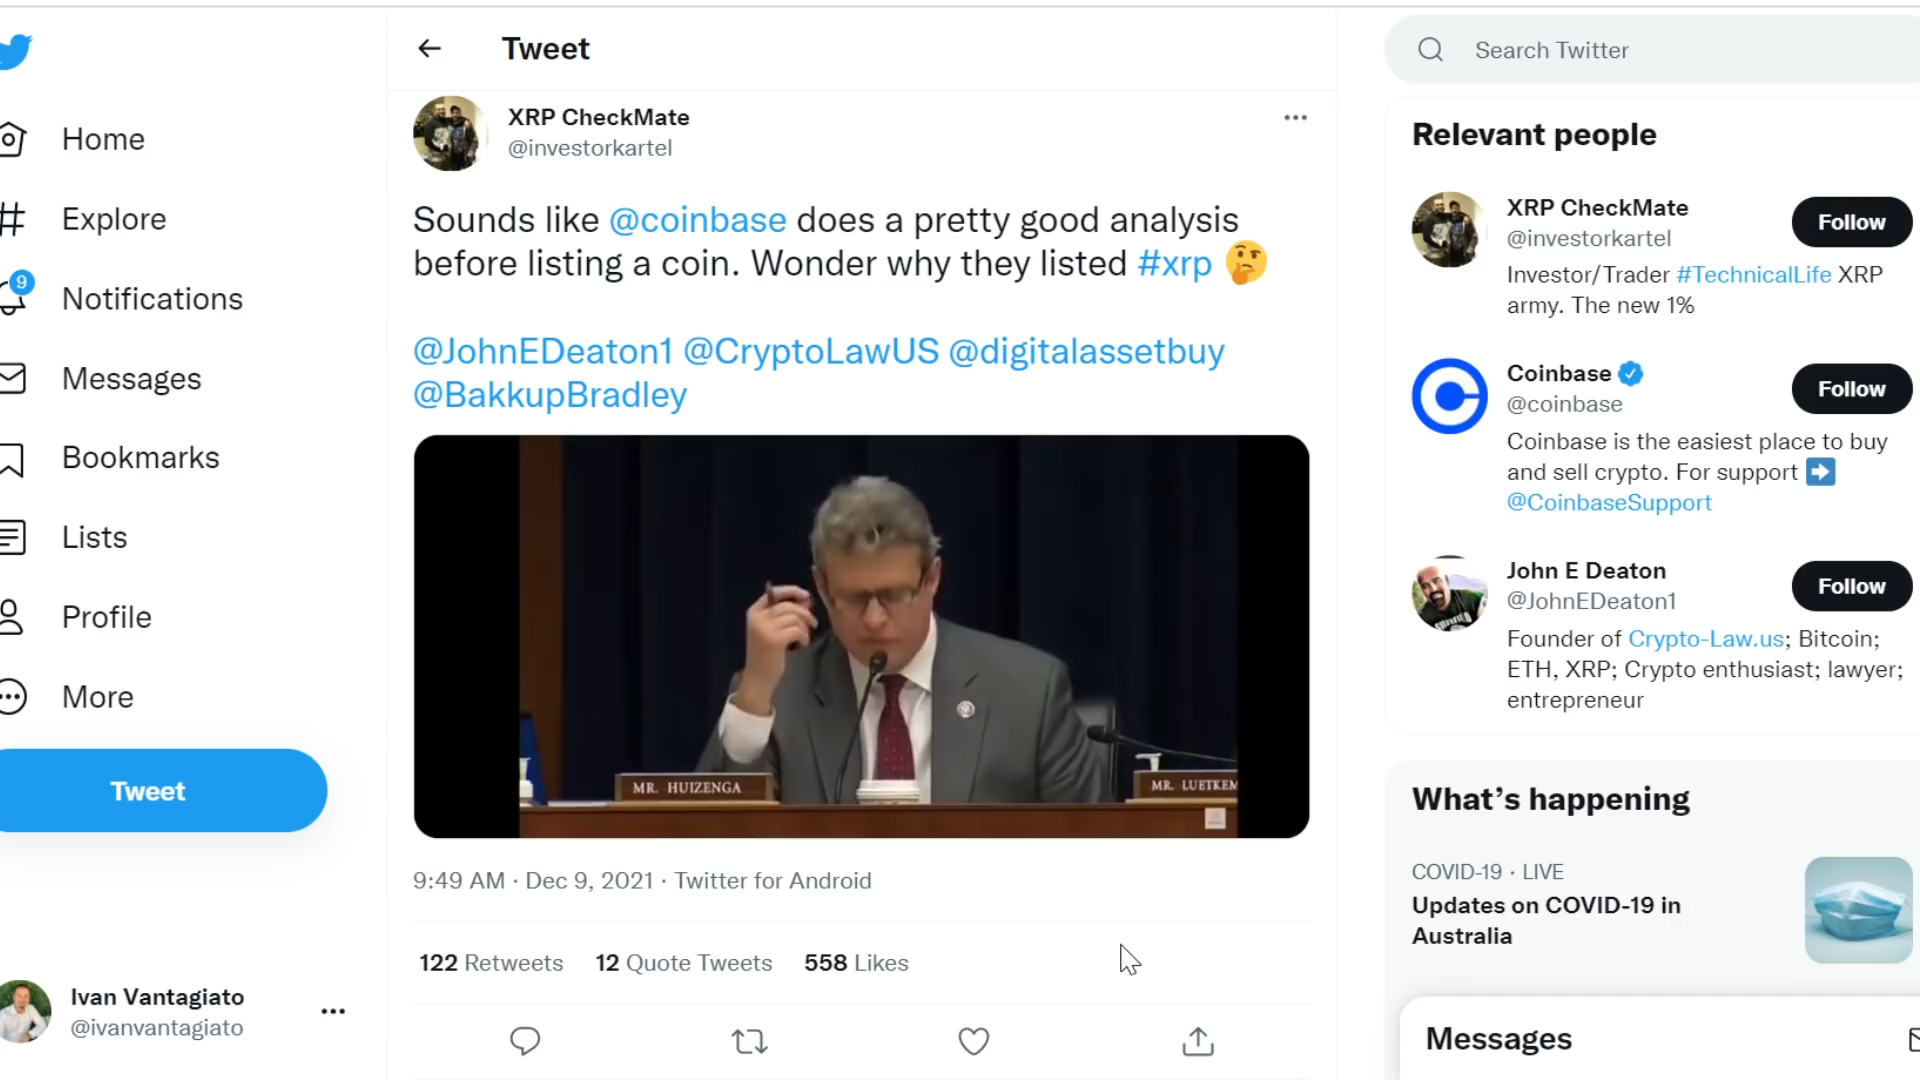 Tweet
Search Twitter
Home
Explore
9
Notifications
Messages
Bookmarks
Lists
Profile
More
Tweet
Ivan Vantagiato
@ivanvantagiato
XRP CheckMate
@investorkartel
Sounds like @coinbase does a pretty good analysis
before listing a coin. Wonder why they listed #xrp
@JohnEDeaton1 @CryptoLawUS @digitalassetbuy
@BakkupBradley
MR. HUIZENGA
MR. LUETKEM
9:49 AM · Dec 9, 2021 · Twitter for Android
122 Retweets 12 Quote Tweets 558 Likes
Relevant people
XRP CheckMate
@investorkartel
Follow
Investor/Trader #TechnicalLife XRP
army. The new 1%
Coinbase
@coinbase
Follow
Coinbase is the easiest place to buy
and sell crypto. For support
@CoinbaseSupport
John E Deaton
@JohnEDeaton1
Follow
Founder of Crypto-Law.us; Bitcoin;
ETH, XRP; Crypto enthusiast; lawyer;
entrepreneur
What's happening
COVID-19 · LIVE
Updates on COVID-19 in
Australia
Messages